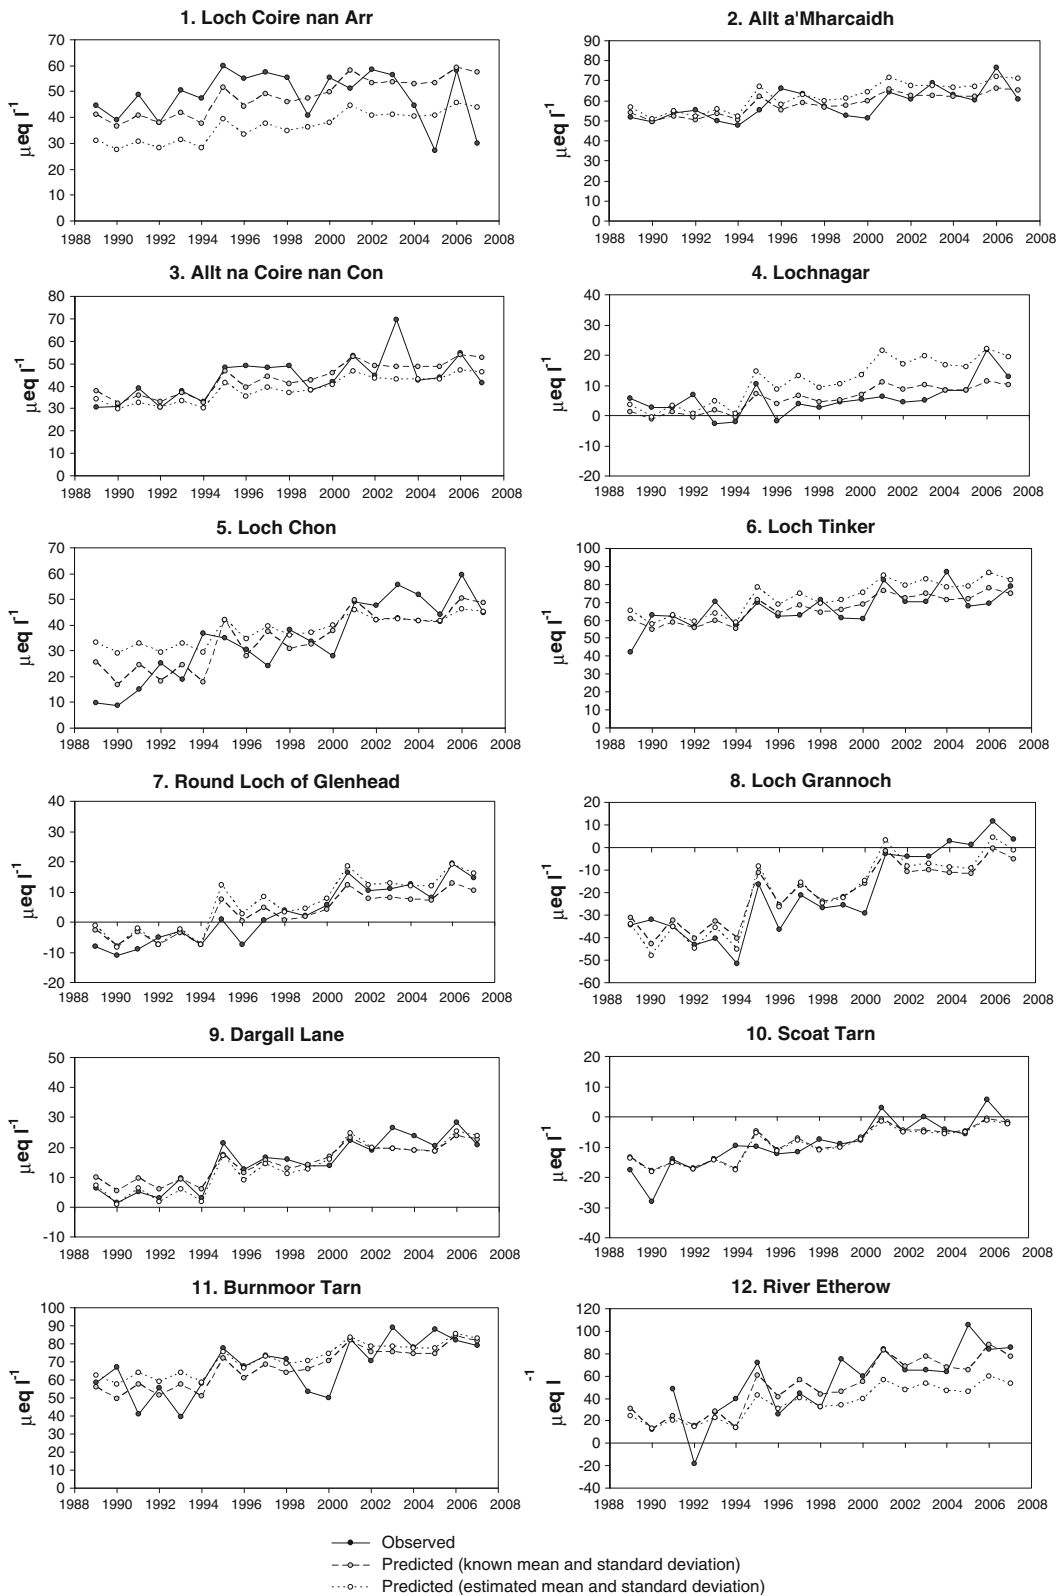 1. Loch Coire nan Arr
μeq l-1
70
60
50
40
30
20
10
0
1988 1990 1992 1994 1996 1998 2000 2002 2004 2006 2008
2. Allt a'Mharcaidh
μeq l-1
90
80
70
60
50
40
30
20
10
0
1988 1990 1992 1994 1996 1998 2000 2002 2004 2006 2008
3. Allt na Coire nan Con
μeq l-1
80
70
60
50
40
30
20
10
0
1988 1990 1992 1994 1996 1998 2000 2002 2004 2006 2008
4. Lochnagar
μeq l-1
40
30
20
10
0
-10
-20
1988 1990 1992 1994 1996 1998 2000 2002 2004 2006 2008
5. Loch Chon
μeq l-1
70
60
50
40
30
20
10
0
1988 1990 1992 1994 1996 1998 2000 2002 2004 2006 2008
6. Loch Tinker
μeq l-1
100
90
80
70
60
50
40
30
20
10
0
1988 1990 1992 1994 1996 1998 2000 2002 2004 2006 2008
7. Round Loch of Glenhead
μeq l-1
40
30
20
10
0
-10
-20
1988 1990 1992 1994 1996 1998 2000 2002 2004 2006 2008
8. Loch Grannoch
μeq l-1
20
10
0
-10
-20
-30
-40
-50
-60
1988 1990 1992 1994 1996 1998 2000 2002 2004 2006 2008
9. Dargall Lane
μeq l-1
50
40
30
20
10
0
-10
1988 1990 1992 1994 1996 1998 2000 2002 2004 2006 2008
10. Scoat Tarn
μeq l-1
20
10
0
-10
-20
-30
-40
1988 1990 1992 1994 1996 1998 2000 2002 2004 2006 2008
11. Burnmoor Tarn
μeq l-1
100
90
80
70
60
50
40
30
20
10
0
1988 1990 1992 1994 1996 1998 2000 2002 2004 2006 2008
12. River Etherow
μeq l-1
120
100
80
60
40
20
0
-20
-40
1988 1990 1992 1994 1996 1998 2000 2002 2004 2006 2008
Observed
Predicted (known mean and standard deviation)
Predicted (estimated mean and standard deviation)